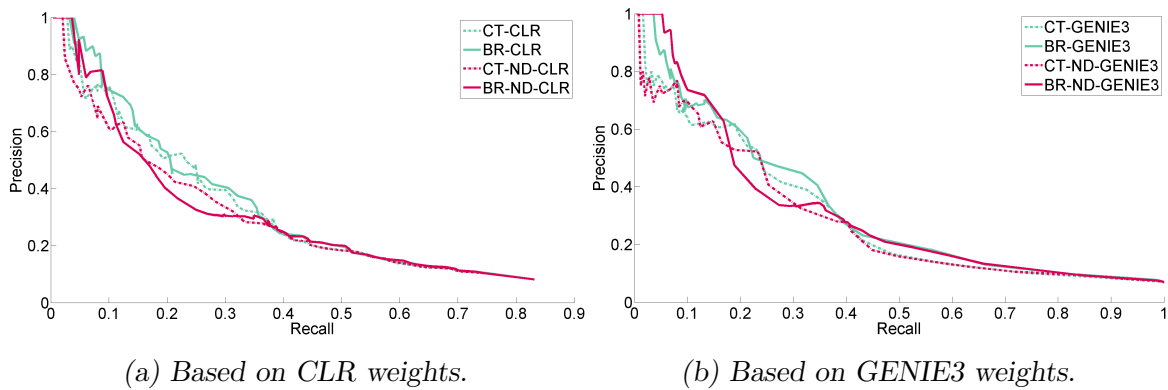 1
0.8
0.6
0.4
0.2
0
Precision
0 0.1 0.2 0.3 0.4 0.5 0.6 0.7 0.8 0.9
Recall
CT-CLR
BR-CLR
CT-ND-CLR
BR-ND-CLR
(a) Based on CLR weights.
1
0.8
0.6
0.4
0.2
0
Precision
0 0.1 0.2 0.3 0.4 0.5 0.6 0.7 0.8 0.9 1
Recall
CT-GENIE3
BR-GENIE3
CT-ND-GENIE3
BR-ND-GENIE3
(b) Based on GENIE3 weights.